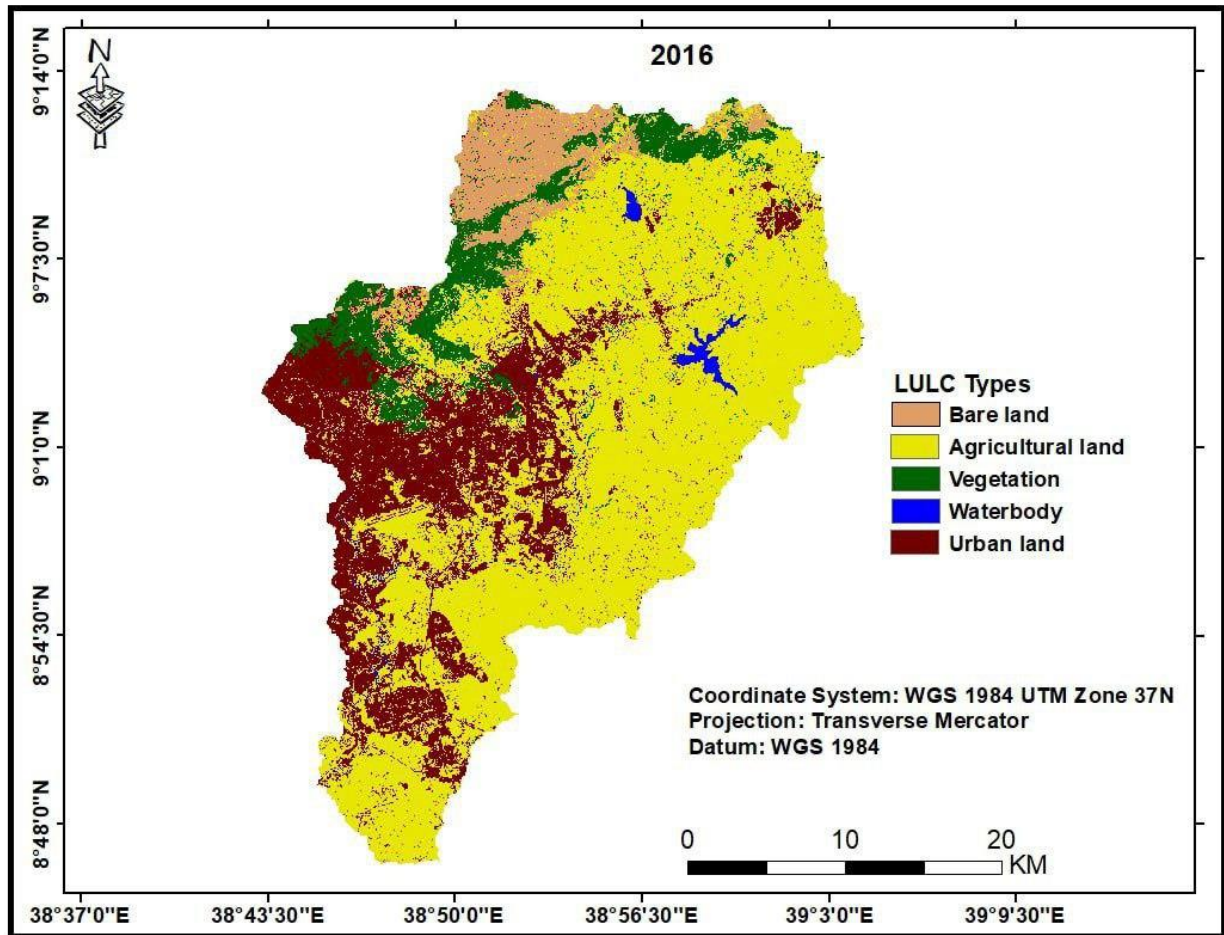 2016
N
9°14'0"N
9°7'30"N
9°1'0"N
8°54'30"N
8°48'0"N
LULC Types
Bare land
Agricultural land
Vegetation
Waterbody
Urban land
Coordinate System: WGS 1984 UTM Zone 37N
Projection: Transverse Mercator
Datum: WGS 1984
0 10 20
KM
38°37'0"E 38°43'30"E 38°50'0"E 38°56'30"E 39°3'0"E 39°9'30"E